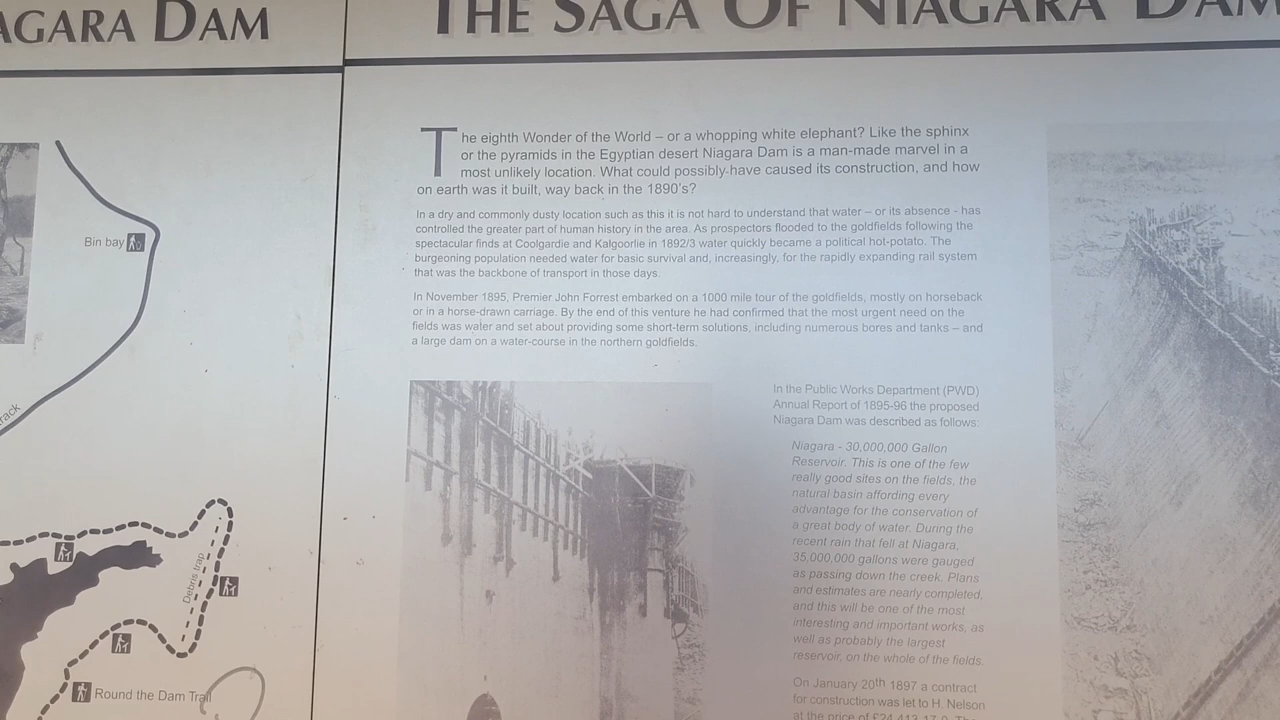 AGARA DAM
THE SAGA OF NIAGARA DAM
Bin bay
rack
Debris trap
Round the Dam Trail
The eighth Wonder of the World – or a whopping white elephant? Like the sphinx
or the pyramids in the Egyptian desert Niagara Dam is a man-made marvel in a
most unlikely location. What could possibly have caused its construction, and how
on earth was it built, way back in the 1890's?
In a dry and commonly dusty location such as this it is not hard to understand that water – or its absence - has
controlled the greater part of human history in the area. As prospectors flooded to the goldfields following the
spectacular finds at Coolgardie and Kalgoorlie in 1892/3 water quickly became a political hot-potato. The
burgeoning population needed water for basic survival and, increasingly, for the rapidly expanding rail system
that was the backbone of transport in those days.
In November 1895, Premier John Forrest embarked on a 1000 mile tour of the goldfields, mostly on horseback
or in a horse-drawn carriage. By the end of this venture he had confirmed that the most urgent need on the
fields was water and set about providing some short-term solutions, including numerous bores and tanks – and
a large dam on a water-course in the northern goldfields.
In the Public Works Department (PWD)
Annual Report of 1895-96 the proposed
Niagara Dam was described as follows:
Niagara - 30,000,000 Gallon
Reservoir. This is one of the few
really good sites on the fields, the
natural basin affording every
advantage for the conservation of
a great body of water. During the
recent rain that fell at Niagara,
35,000,000 gallons were gauged
as passing down the creek. Plans
and estimates are nearly completed,
and this will be one of the most
interesting and important works, as
well as probably the largest
reservoir, on the whole of the fields.
On January 20th 1897 a contract
for construction was let to H. Nelson
at the price of £24,413-17-0. The